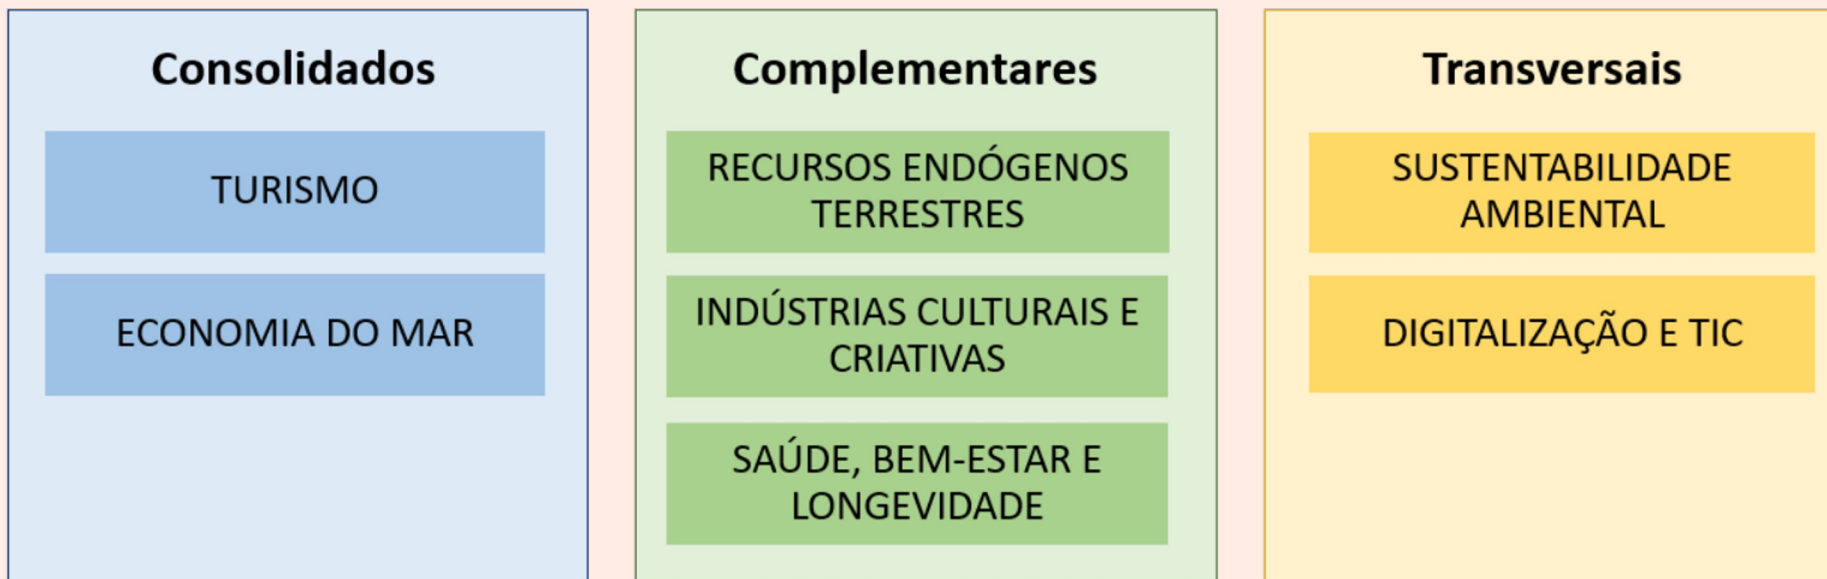 Consolidados
TURISMO
ECONOMIA DO MAR
Complementares
RECURSOS ENDÓGENOS
TERRESTRES
INDÚSTRIAS CULTURAIS E
CRIATIVAS
SAÚDE, BEM-ESTAR E
LONGEVIDADE
Transversais
SUSTENTABILIDADE
AMBIENTAL
DIGITALIZAÇÃO E TIC